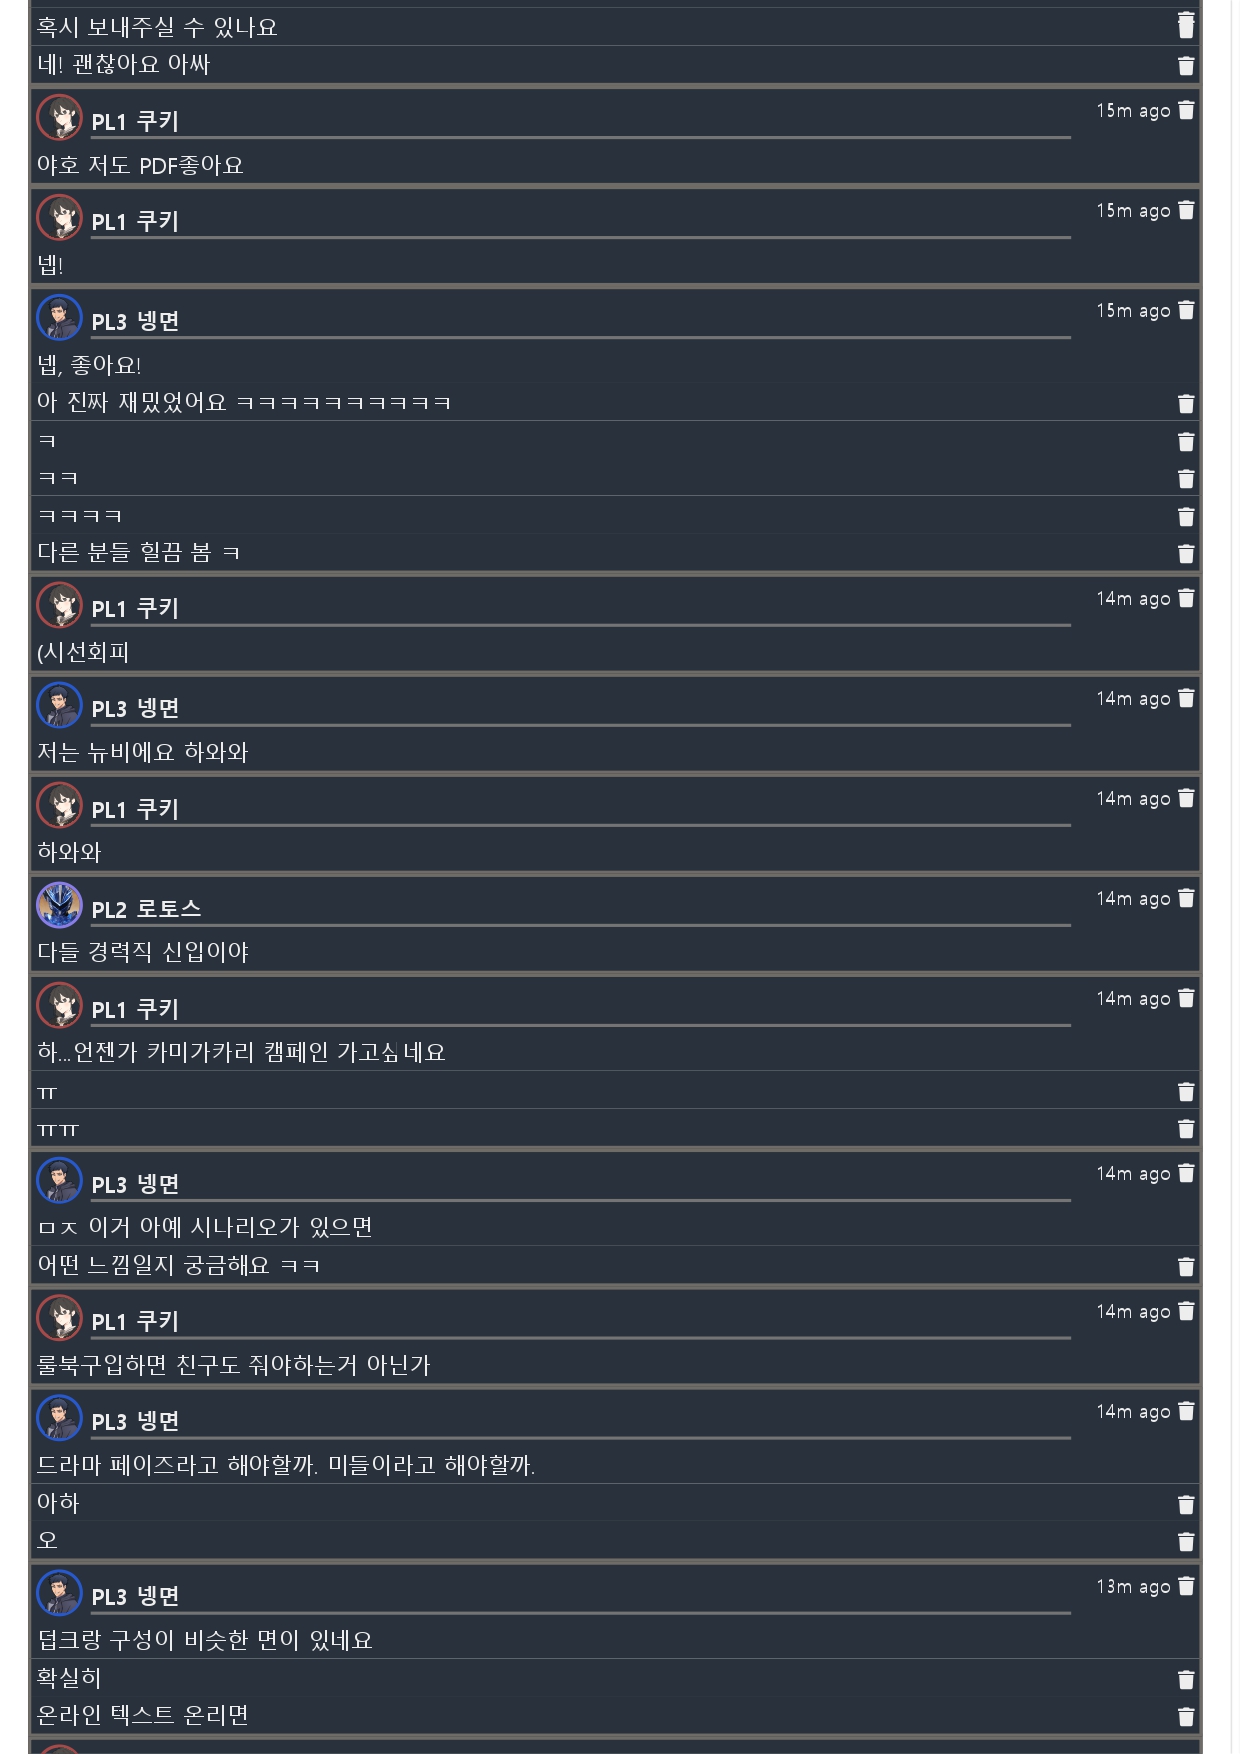 혹시 보내주실 수 있나요
네! 괜찮아요 아싸
PL1 쿠키
15m ago
야호 저도 PDF좋아요
PL1 쿠키
15m ago
넵!
PL3 넹면
15m ago
넵, 좋아요!
아 진짜 재밌었어요 ㅋㅋㅋㅋㅋㅋㅋㅋㅋㅋ
ㅋ
ㅋㅋ
ㅋㅋㅋㅋ
다른 분들 힐끔 봄 ㅋ
PL1 쿠키
14m ago
(시선회피
PL3 넹면
14m ago
저는 뉴비에요 하와와
PL1 쿠키
14m ago
하와와
PL2 로토스
14m ago
다들 경력직 신입이야
PL1 쿠키
14m ago
하...언젠가 카미가카리 캠페인 가고싶네요
ㅠ
ㅠㅠ
PL3 넹면
14m ago
ㅁㅈ 이거 아예 시나리오가 있으면
어떤 느낌일지 궁금해요 ㅋㅋ
PL1 쿠키
14m ago
룰북구입하면 친구도 줘야하는거 아닌가
PL3 넹면
14m ago
드라마 페이즈라고 해야할까. 미들이라고 해야할까.
아하
오
PL3 넹면
13m ago
덥크랑 구성이 비슷한 면이 있네요
확실히
온라인 텍스트 온리면